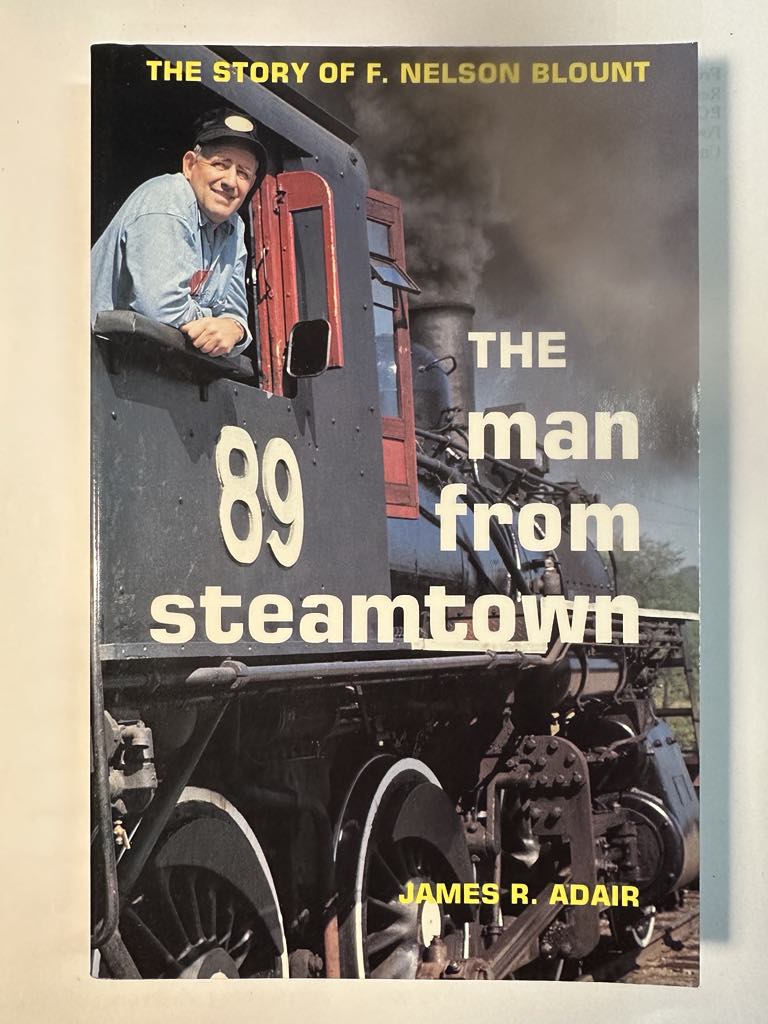 THE STORY OF F. NELSON BLOUNT
THE
man
from
89
steamtown
JAMES R. ADAIR